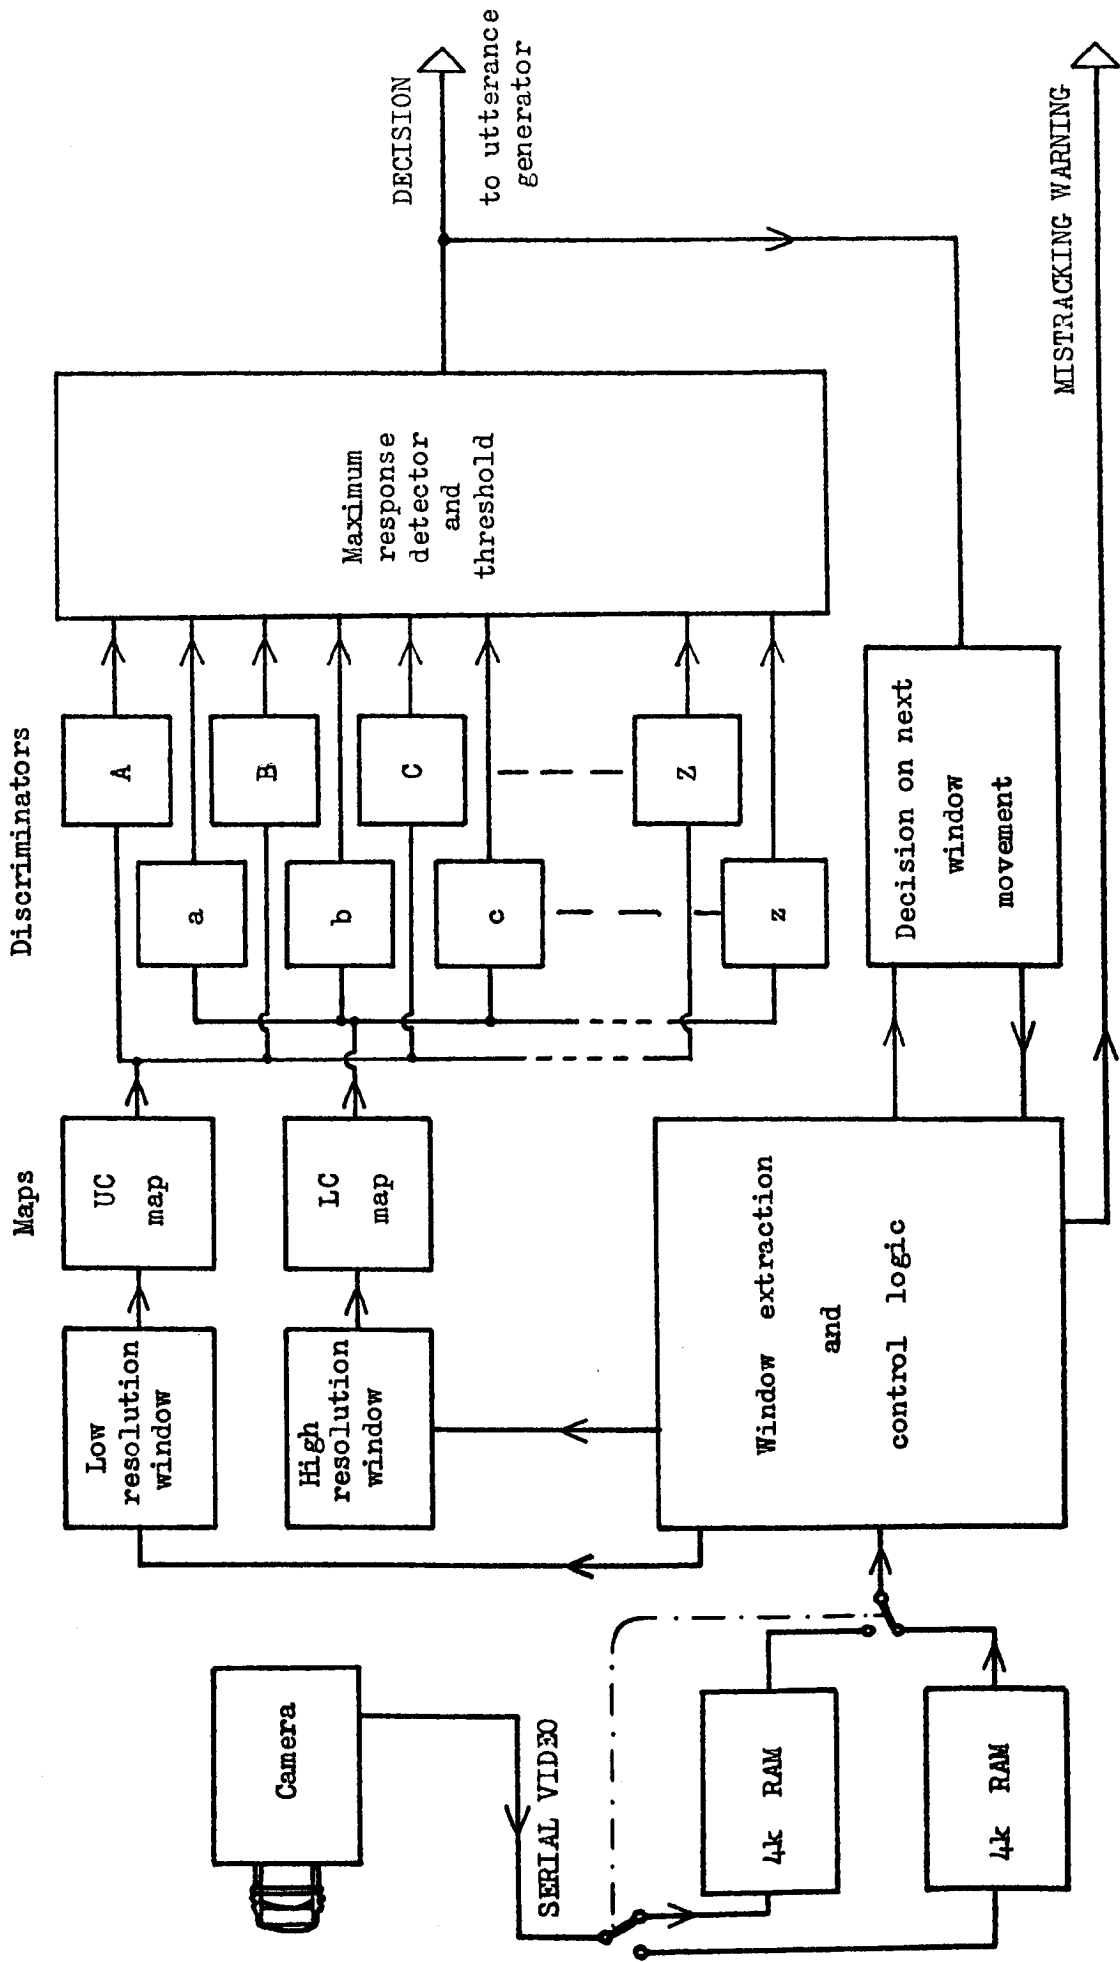 Camera
SERIAL VIDEO
4k RAM
4k RAM
Low
resolution
window
High
resolution
window
Window extraction
and
control logic
Maps
UC
map
LC
map
Discriminators
A
a
B
b
C
c
Z
z
Maximum
response
detector
and
threshold
Decision on next
window
movement
DECISION
to utterance
generator
MISTRACKING WARNING